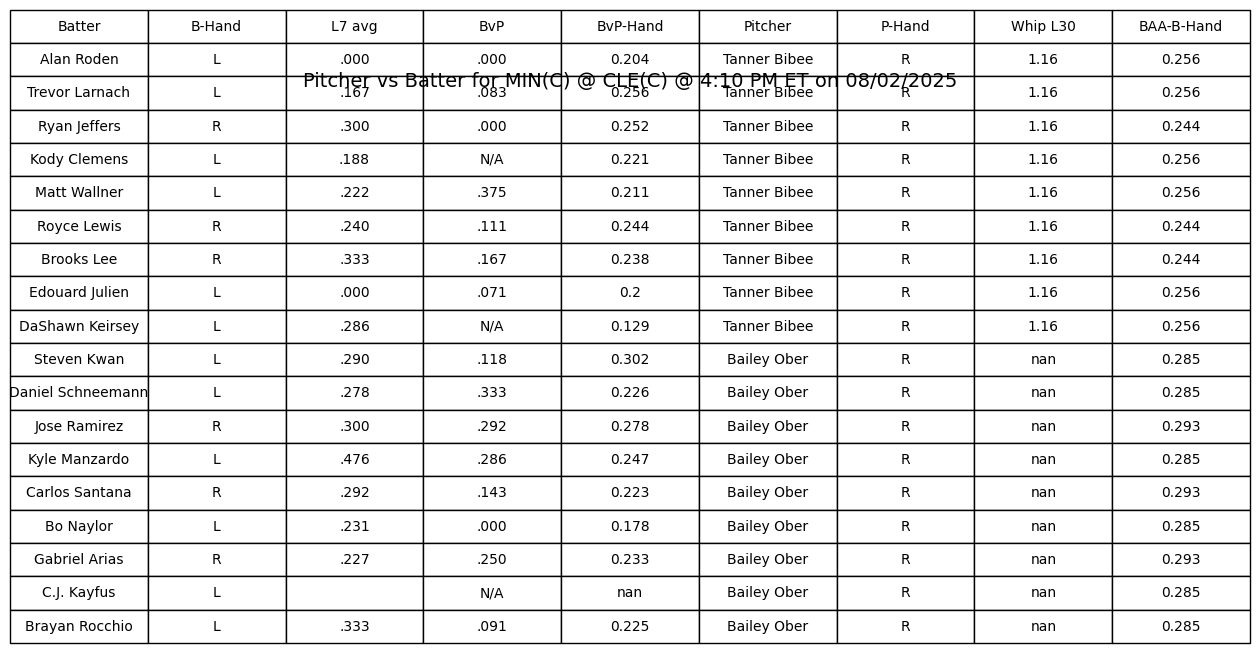 Batter B-Hand L7 avg BvP BvP-Hand Pitcher P-Hand Whip L30 BAA-B-Hand
Alan Roden L .000 .000 0.204 Tanner Bibee R 1.16 0.256
Pitcher vs Batter for MIN(C) @ CLE(C) @ 4:10 PM ET on 08/02/2025
Trevor Larnach L .167 .083 0.256 Tanner Bibee R 1.16 0.256
Ryan Jeffers R .300 .000 0.252 Tanner Bibee R 1.16 0.244
Kody Clemens L .188 N/A 0.221 Tanner Bibee R 1.16 0.256
Matt Wallner L .222 .375 0.211 Tanner Bibee R 1.16 0.256
Royce Lewis R .240 .111 0.244 Tanner Bibee R 1.16 0.244
Brooks Lee R .333 .167 0.238 Tanner Bibee R 1.16 0.244
Edouard Julien L .000 .071 0.2 Tanner Bibee R 1.16 0.256
DaShawn Keirsey L .286 N/A 0.129 Tanner Bibee R 1.16 0.256
Steven Kwan L .290 .118 0.302 Bailey Ober R nan 0.285
Daniel Schneemann L .278 .333 0.226 Bailey Ober R nan 0.285
Jose Ramirez R .300 .292 0.278 Bailey Ober R nan 0.293
Kyle Manzardo L .476 .286 0.247 Bailey Ober R nan 0.285
Carlos Santana R .292 .143 0.223 Bailey Ober R nan 0.293
Bo Naylor L .231 .000 0.178 Bailey Ober R nan 0.285
Gabriel Arias R .227 .250 0.233 Bailey Ober R nan 0.293
C.J. Kayfus L N/A nan Bailey Ober R nan 0.285
Brayan Rocchio L .333 .091 0.225 Bailey Ober R nan 0.285